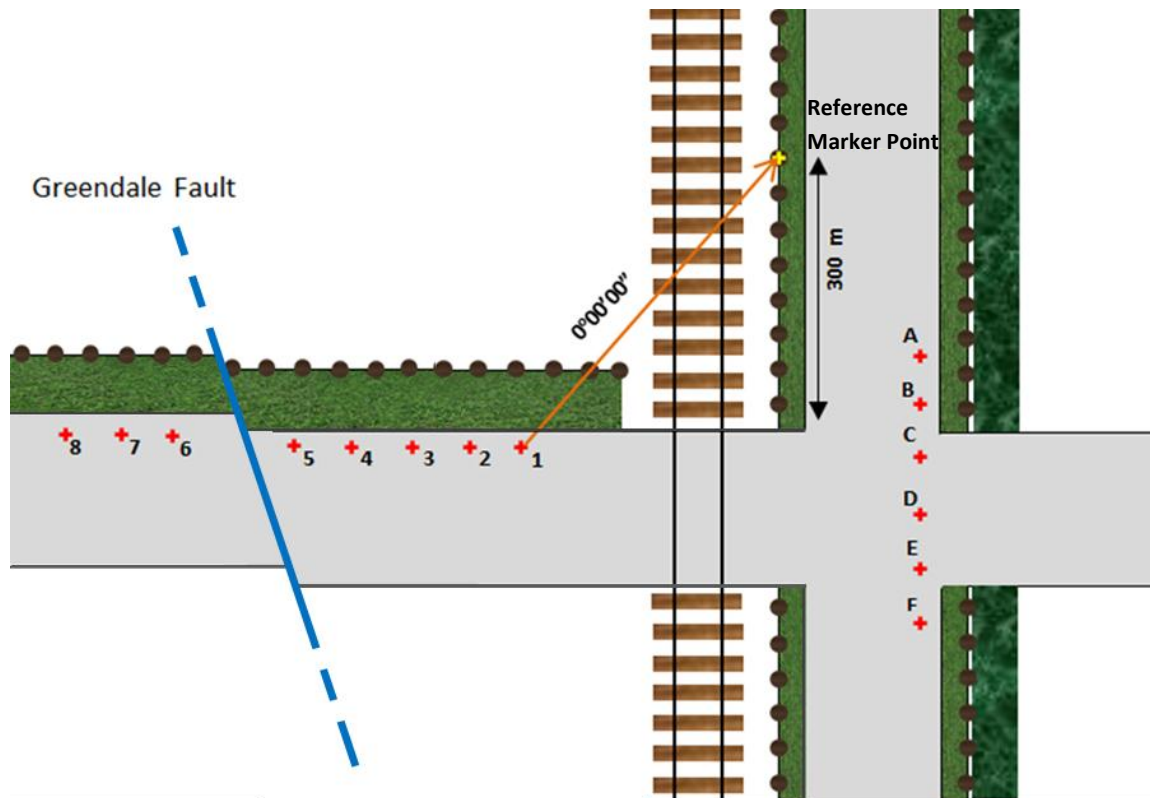 Reference
Marker Point
Greendale Fault
0°00'00"
300 m
A
B
C
D
E
F
8
7
6
5
4
3
2
1